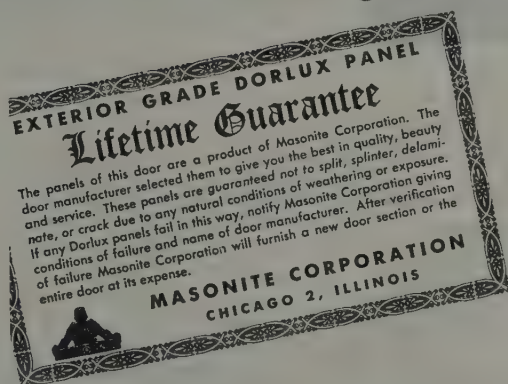 EXTERIOR GRADE DORLUX PANEL
Lifetime Guarantee
The panels of this door are a product of Masonite Corporation. The
door manufacturer selected them to give you the best in quality, beauty
and service. These panels are guaranteed not to split, splinter, delami-
nate, or crack due to any natural conditions of weathering or exposure.
If any Dorlux panels fail in this way, notify Masonite Corporation giving
conditions of failure and name of door manufacturer. After verification
of failure Masonite Corporation will furnish a new door section or the
entire door at its expense.
MASONITE CORPORATION
CHICAGO 2, ILLINOIS